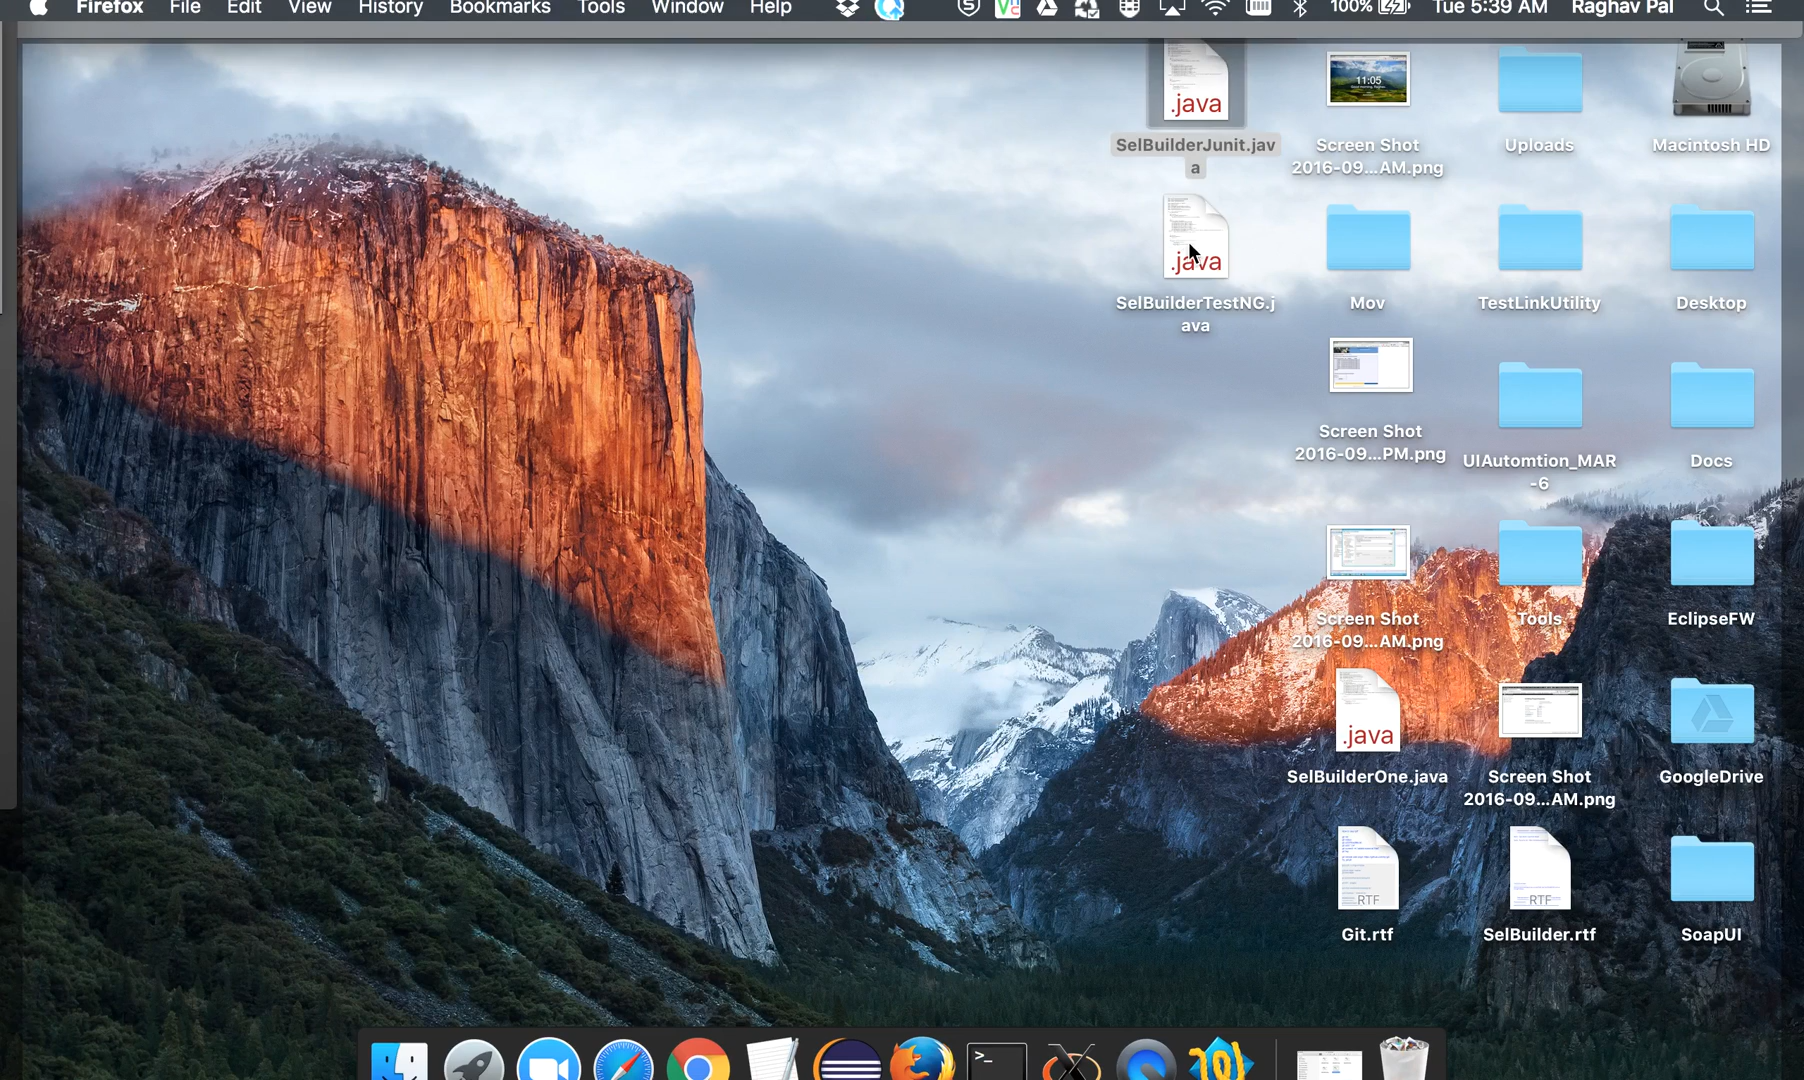 Firefox File Edit View History Bookmarks Tools Window Help 100% Tue 5:39 AM Raghav Pal
.java
SelBuilderJunit.jav
a
11:05
Screen Shot
2016-09...AM.png
Uploads
Macintosh HD
.java
SelBuilderTestNG.j
ava
Mov
TestLinkUtility
Desktop
Screen Shot
2016-09...PM.png
UIAutomtion_MAR
-6
Docs
Screen Shot
2016-09...AM.png
Tools
EclipseFW
.java
SelBuilderOne.java
Screen Shot
2016-09...AM.png
GoogleDrive
RTF
Git.rtf
RTF
SelBuilder.rtf
SoapUI
>_